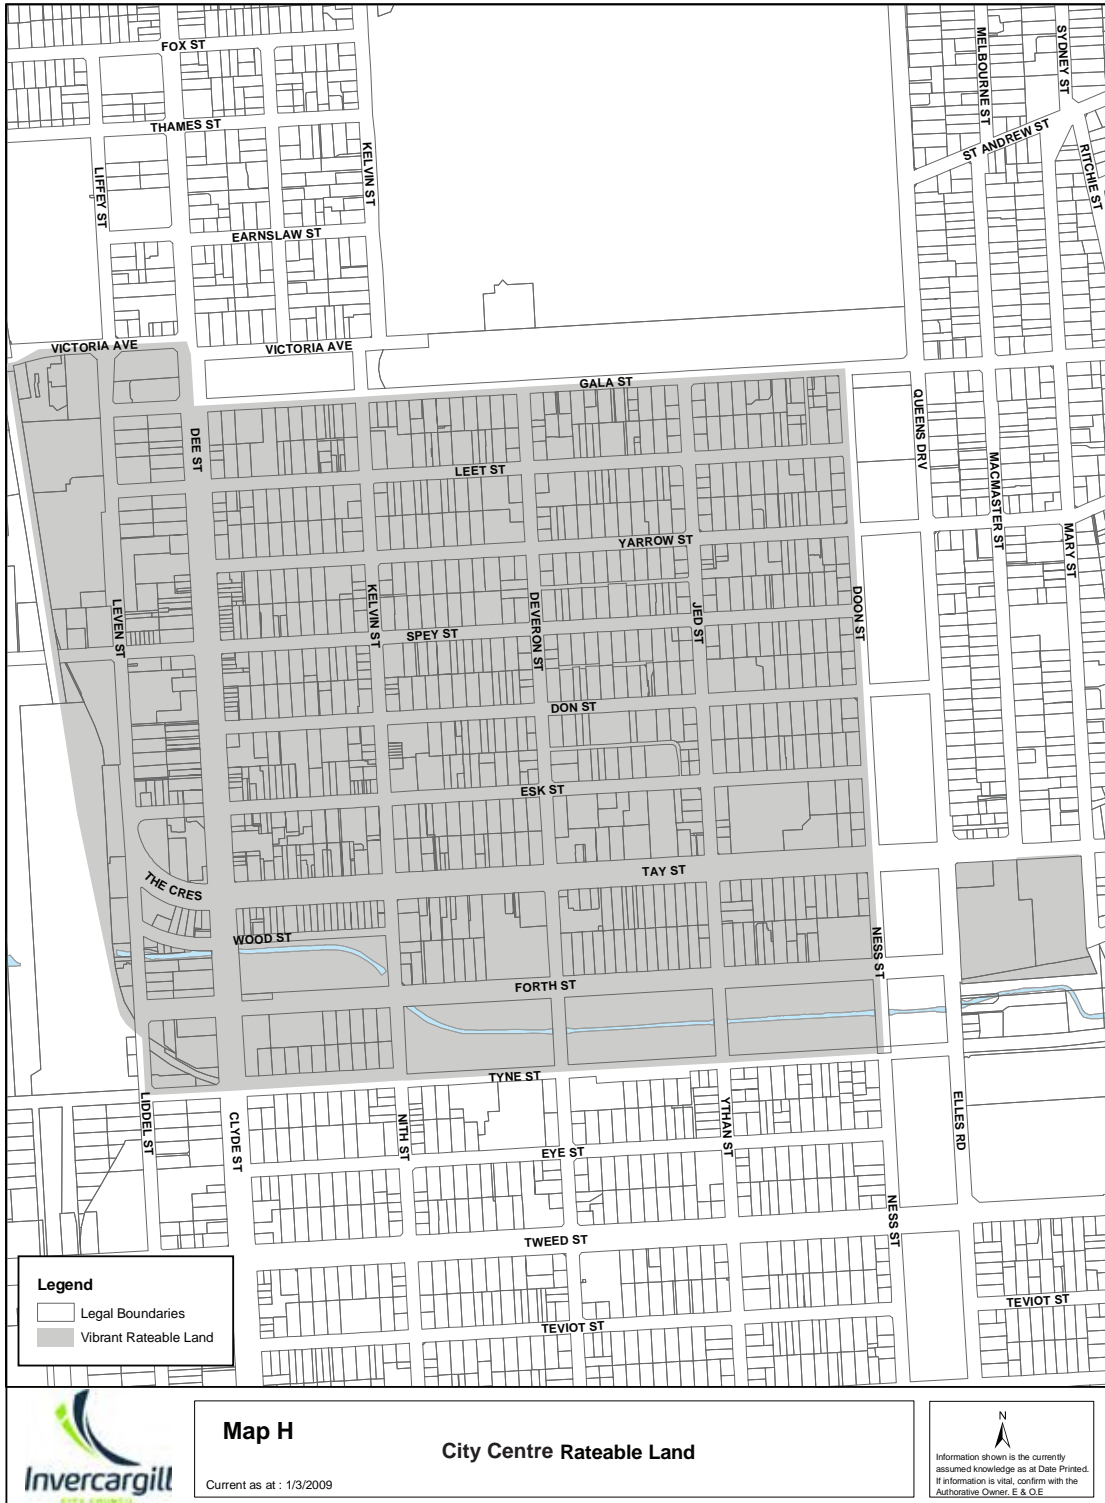 FOX ST
MELBOURNE ST
SYDNEY ST
THAMES ST
ST ANDREW ST
KELVIN ST
RITCHIE ST
LIFFEY ST
EARNSLAW ST
VICTORIA AVE
VICTORIA AVE
GALA ST
QUEENS DRV
DEE ST
LEET ST
MACMASTER ST
YARROW ST
MARY ST
LEVEN ST
KELVIN ST
DEVERON ST
JED ST
DOON ST
SPEY ST
DON ST
ESK ST
TAY ST
THE CRES
WOOD ST
NESS ST
FORTH ST
TYNE ST
LIDDEL ST
CLYDE ST
NITH ST
YTHAN ST
ELLES RD
EYE ST
NESS ST
TWEED ST
TEVIOT ST
TEVIOT ST
Legend
Legal Boundaries
Vibrant Rateable Land
Invercargill
CITY COUNCIL
Map H
City Centre Rateable Land
Current as at : 1/3/2009
N
Information shown is the currently
assumed knowledge as at Date Printed.
If information is vital, confirm with the
Authorative Owner. E & O.E